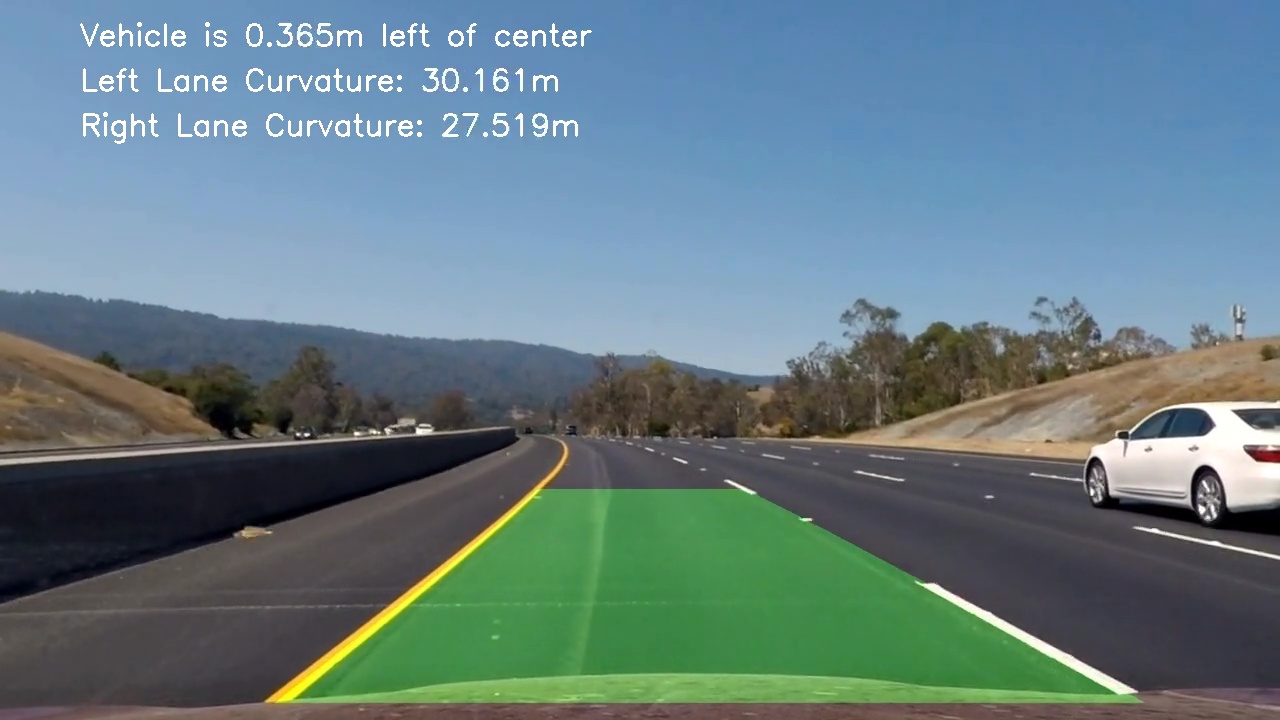 Vehicle is 0.365m left of center
Left Lane Curvature: 30.161m
Right Lane Curvature: 27.519m